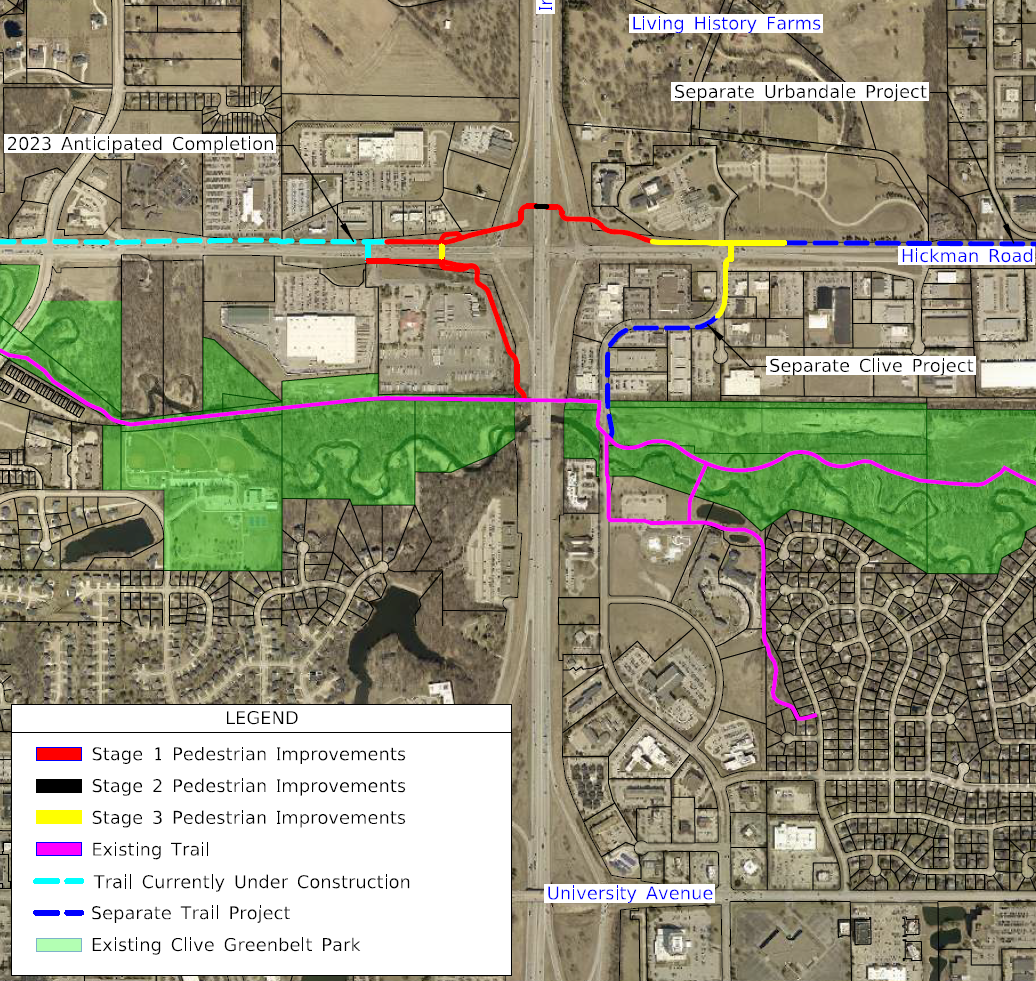 Living History Farms
Separate Urbandale Project
2023 Anticipated Completion
Hickman Road
Separate Clive Project
LEGEND
Stage 1 Pedestrian Improvements
Stage 2 Pedestrian Improvements
Stage 3 Pedestrian Improvements
Existing Trail
Trail Currently Under Construction
Separate Trail Project
Existing Clive Greenbelt Park
University Avenue